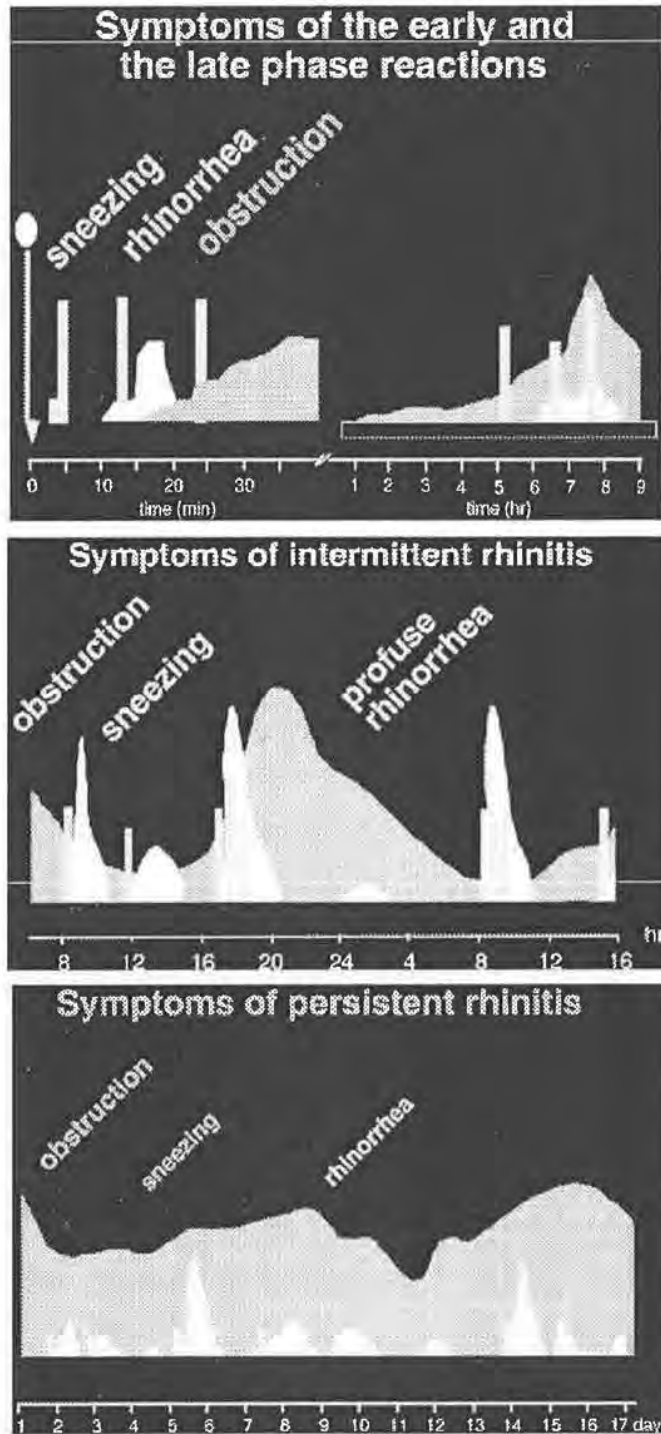 Symptoms of the early and
the late phase reactions
sneezing
rhinorrhea
obstruction
0 10 20 30 1 2 3 4 5 6 7 8 9
time (min) time (hr)
Symptoms of intermittent rhinitis
obstruction
sneezing
profuse
rhinorrhea
hr
8 12 16 20 24 4 8 12 16
Symptoms of persistent rhinitis
obstruction
sneezing
rhinorrhea
1 2 3 4 5 6 7 8 9 10 11 12 13 14 15 16 17 day